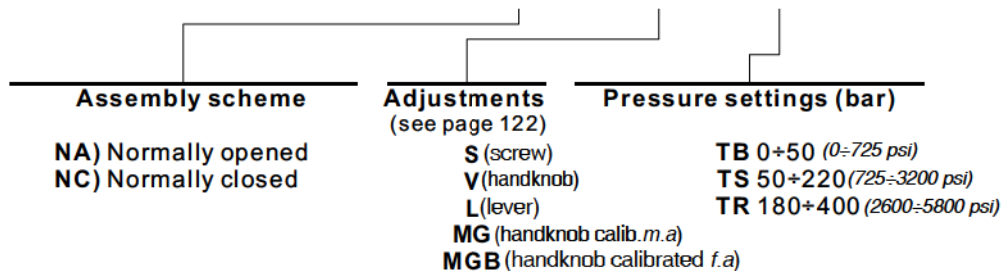 Assembly scheme
NA) Normally opened
NC) Normally closed
Adjustments
(see page 122)
S (screw)
V (handknob)
L (lever)
MG (handknob calib.m.a)
MGB (handknob calibrated f.a)
Pressure settings (bar)
TB 0÷50 (0÷725 psi)
TS 50÷220 (725÷3200 psi)
TR 180÷400 (2600÷5800 psi)